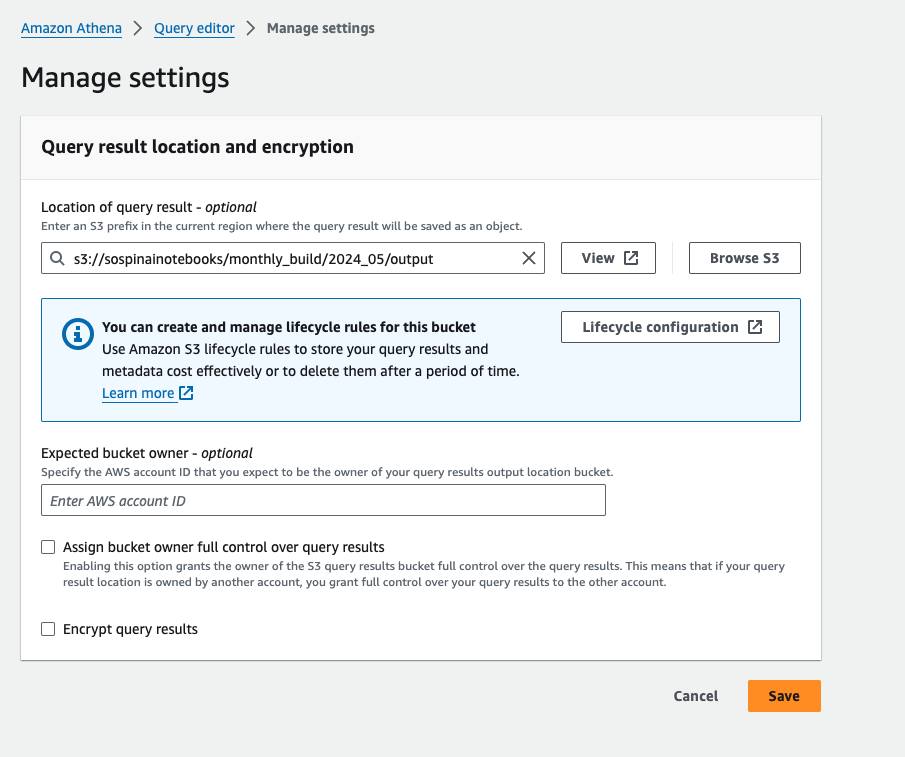 Amazon Athena > Query editor > Manage settings
Manage settings
Query result location and encryption
Location of query result - optional
Enter an S3 prefix in the current region where the query result will be saved as an object.
s3://sospinainotebooks/monthly_build/2024_05/output
View
Browse S3
You can create and manage lifecycle rules for this bucket
Lifecycle configuration
Use Amazon S3 lifecycle rules to store your query results and
metadata cost effectively or to delete them after a period of time.
Learn more
Expected bucket owner - optional
Specify the AWS account ID that you expect to be the owner of your query results output location bucket.
Enter AWS account ID
Assign bucket owner full control over query results
Enabling this option grants the owner of the S3 query results bucket full control over the query results. This means that if your query
result location is owned by another account, you grant full control over your query results to the other account.
Encrypt query results
Cancel
Save